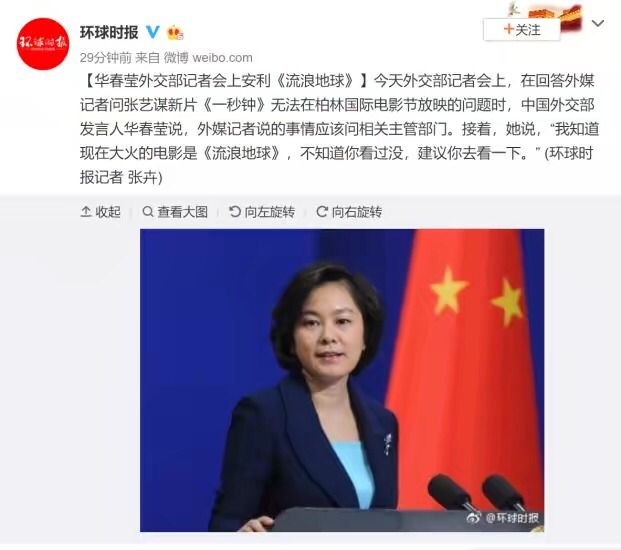 环球时报
环球时报
+关注
29分钟前 来自 微博 weibo.com
【华春莹外交部记者会上安利《流浪地球》】今天外交部记者会上，在回答外媒
记者问张艺谋新片《一秒钟》无法在柏林国际电影节放映的问题时，中国外交部
发言人华春莹说，外媒记者说的事情应该问相关主管部门。接着，她说，“我知道
现在大火的电影是《流浪地球》，不知道你看过没，建议你去看一下。” (环球时
报记者 张卉)
收起 查看大图 向左旋转 向右旋转
@环球时报